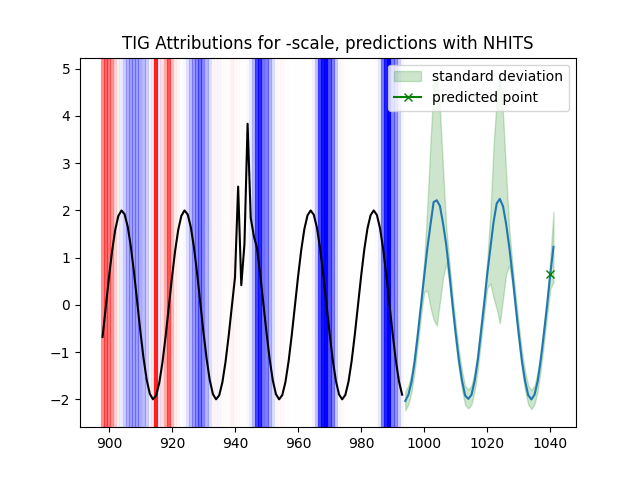 TIG Attributions for -scale, predictions with NHITS
standard deviation
predicted point
5
4
3
2
1
0
−1
−2
900 920 940 960 980 1000 1020 1040